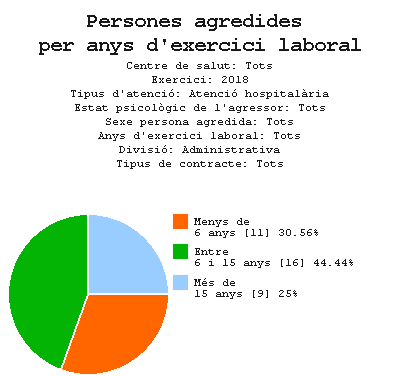 Persones agredides
per anys d'exercici laboral
Centre de salut: Tots
Exercici: 2018
Tipus d'atenció: Atenció hospitalària
Estat psicològic de l'agressor: Tots
Sexe persona agredida: Tots
Anys d'exercici laboral: Tots
Divisió: Administrativa
Tipus de contracte: Tots
Menys de
6 anys [11] 30.56%
Entre
6 i 15 anys [16] 44.44%
Més de
15 anys [9] 25%